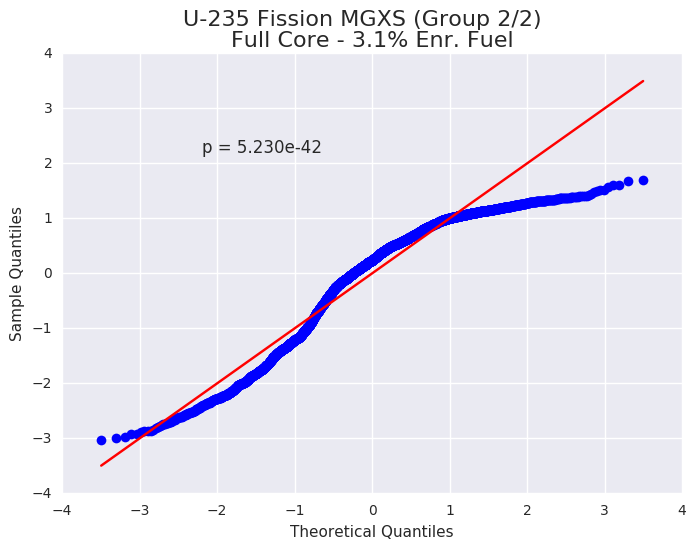 U-235 Fission MGXS (Group 2/2)
Full Core - 3.1% Enr. Fuel
4
3
p = 5.230e-42
2
1
0
−1
−2
−3
−4
−4 −3 −2 −1 0 1 2 3 4
Sample Quantiles
Theoretical Quantiles